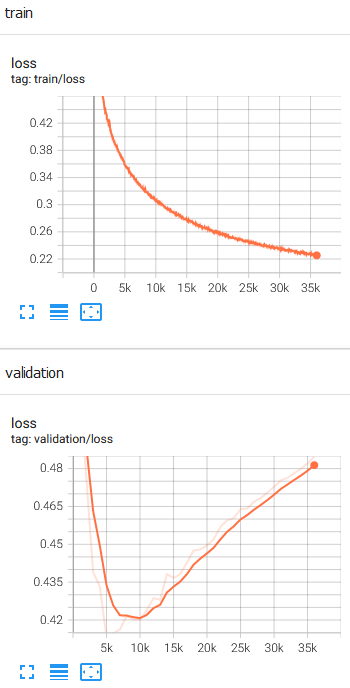 train
loss
tag: train/loss
0.42
0.38
0.34
0.3
0.26
0.22
0 5k 10k 15k 20k 25k 30k 35k
validation
loss
tag: validation/loss
0.48
0.465
0.45
0.435
0.42
5k 10k 15k 20k 25k 30k 35k